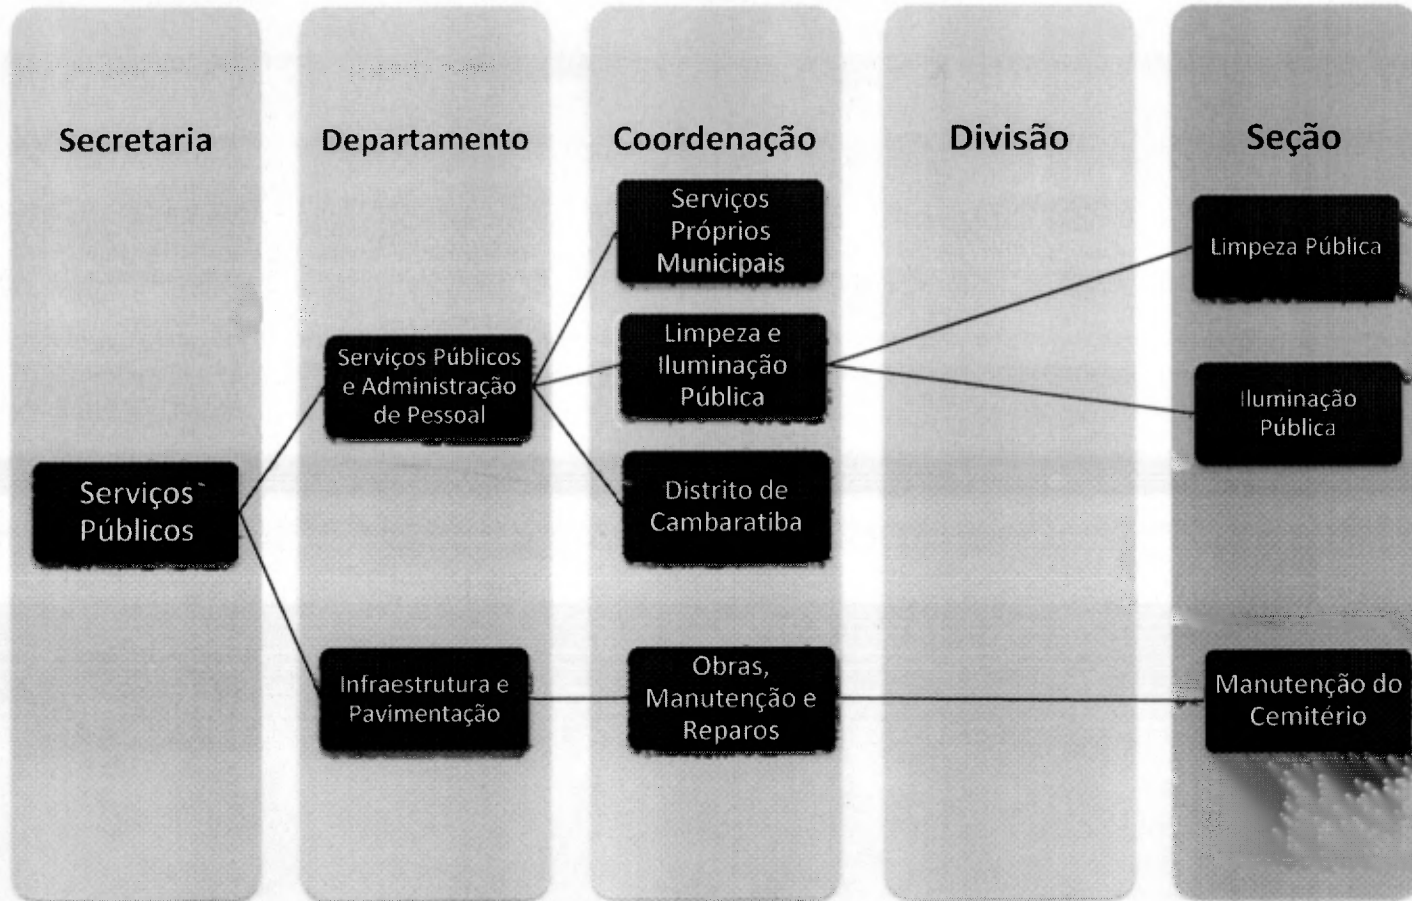 Secretaria
Departamento
Coordenação
Divisão
Seção
Serviços
Públicos
Serviços Públicos
e Administração
de Pessoal
Infraestrutura e
Pavimentação
Serviços
Próprios
Municipais
Limpeza e
Iluminação
Pública
Distrito de
Cambaratiba
Obras,
Manutenção e
Reparos
Limpeza Pública
Iluminação
Pública
Manutenção do
Cemitério